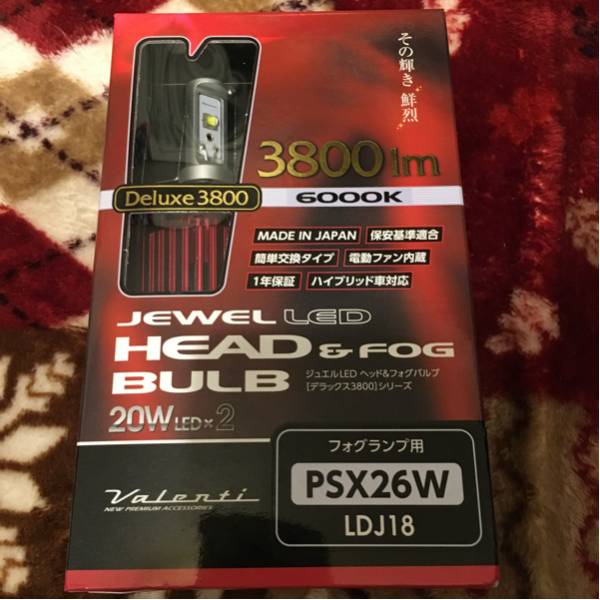 その輝き 鮮烈
3800lm
Deluxe3800
6000K
MADE IN JAPAN 保安基準適合
簡単交換タイプ 電動ファン内蔵
1年保証 ハイブリッド車対応
JEWEL LED
HEAD & FOG
BULB
ジュエルLED ヘッド&フォグバルブ
[デラックス3800]シリーズ
20W LED×2
フォグランプ用
PSX26W
LDJ18
Valenti
NEW PREMIUM ACCESSORIES